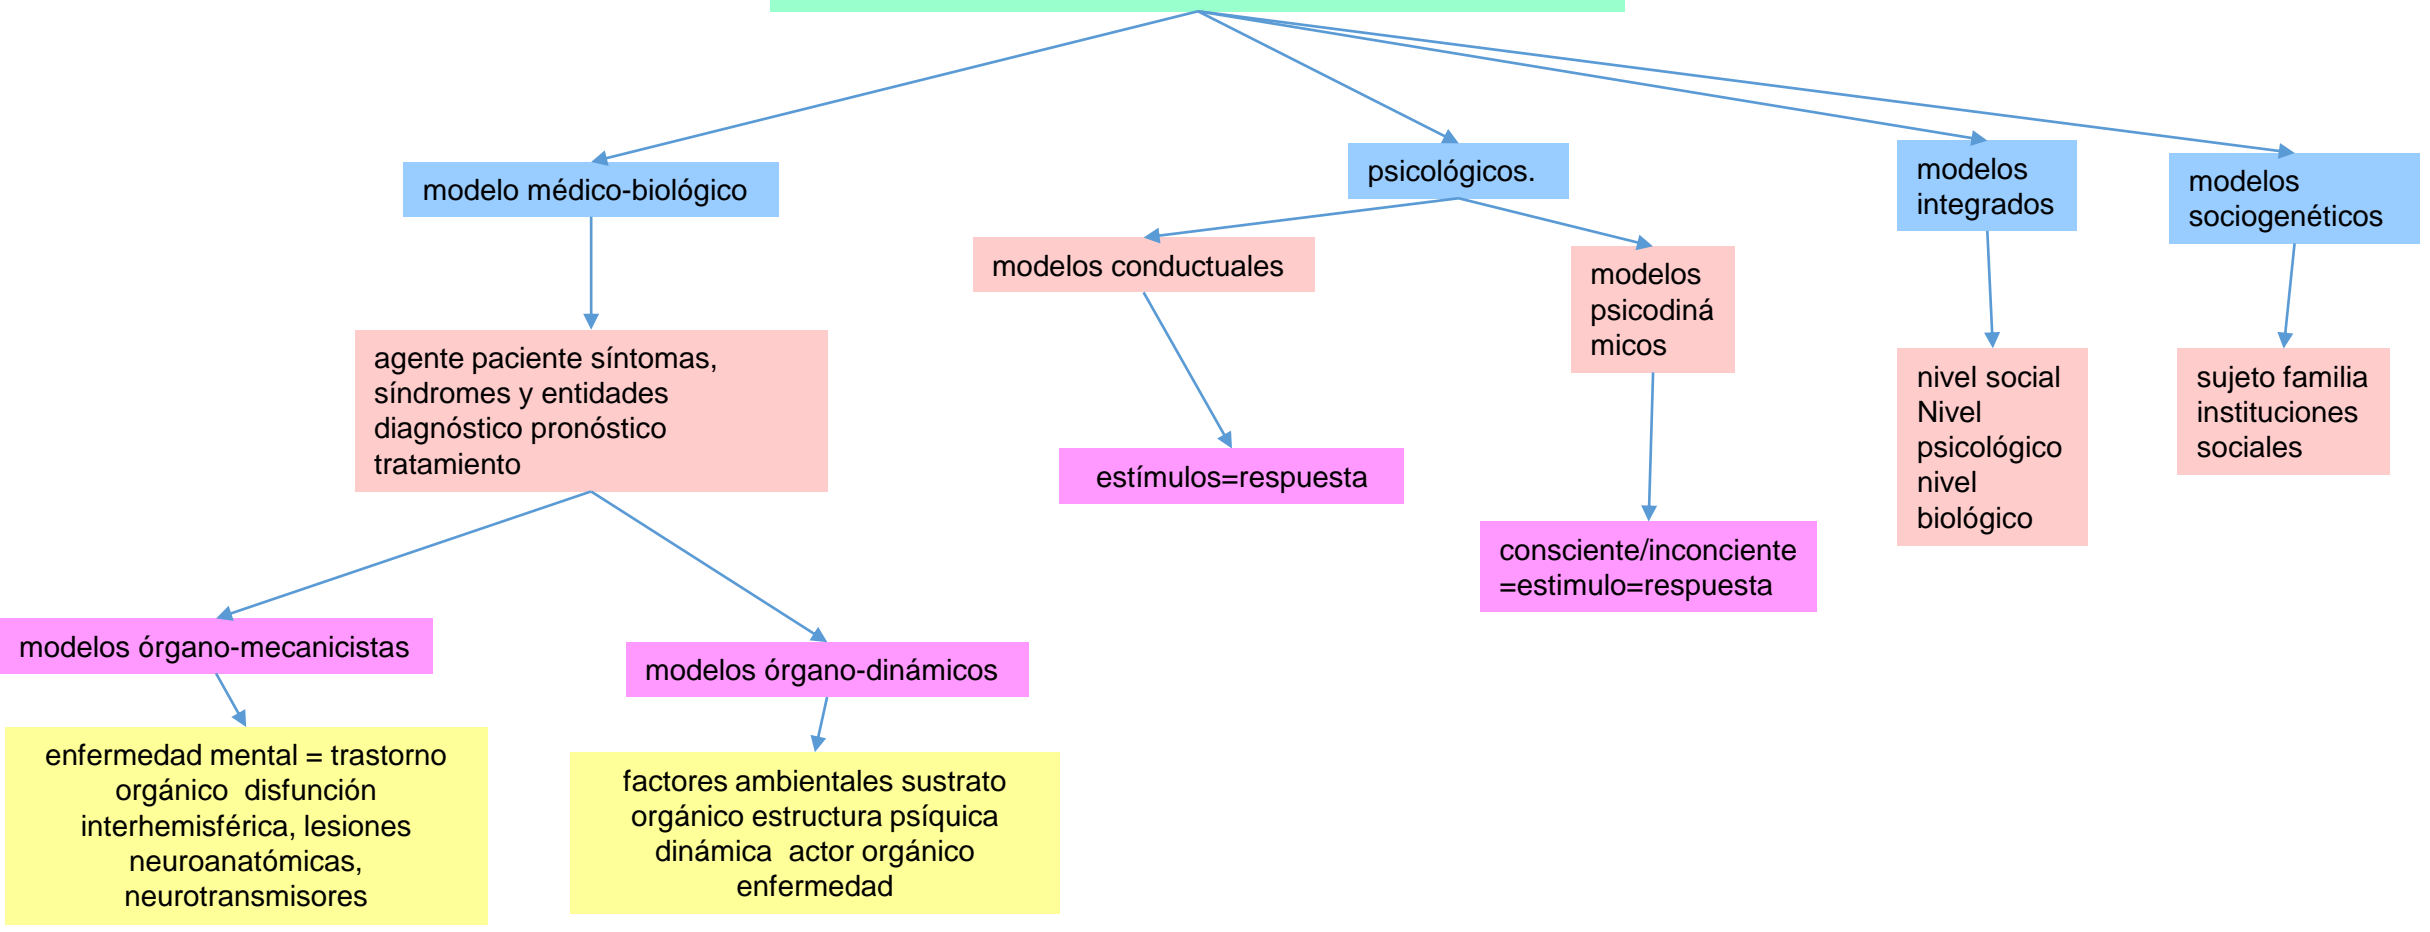 modelo médico-biológico
psicológicos.
modelos
integrados
modelos
sociogenéticos
modelos conductuales
modelos
psicodiná
micos
agente paciente síntomas,
síndromes y entidades
diagnóstico pronóstico
tratamiento
nivel social
Nivel
psicológico
nivel
biológico
sujeto familia
instituciones
sociales
estímulos=respuesta
consciente/inconciente
=estimulo=respuesta
modelos órgano-mecanicistas
modelos órgano-dinámicos
enfermedad mental = trastorno
orgánico  disfunción
interhemisférica, lesiones
neuroanatómicas,
neurotransmisores
factores ambientales sustrato
orgánico estructura psíquica
dinámica  actor orgánico
enfermedad